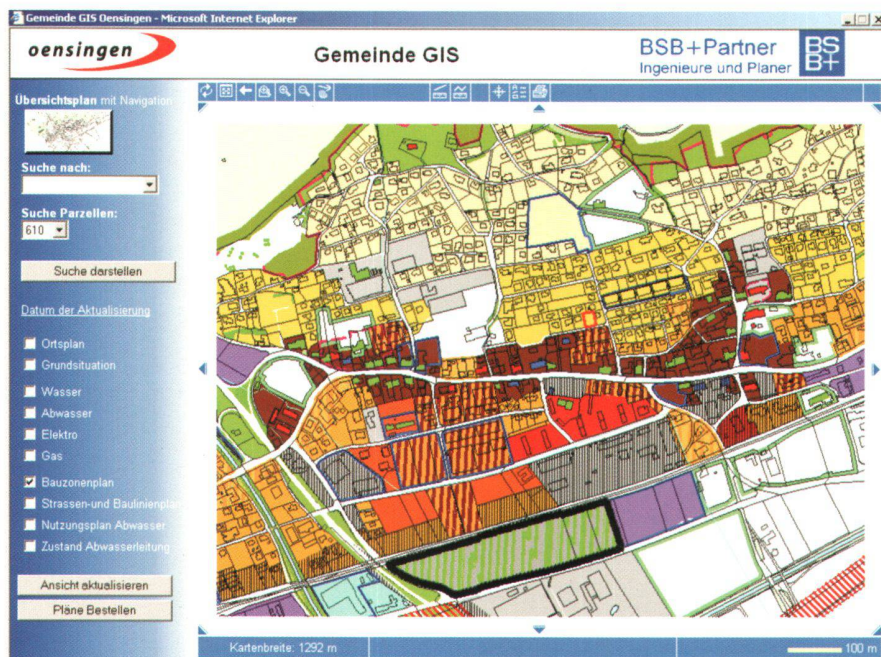 Gemeinde GIS Oensingen - Microsoft Internet Explorer
oensingen
Gemeinde GIS
BSB+Partner
Ingenieure und Planer
BS
B+
Übersichtsplan mit Navigation
Suche nach:
Suche Parzellen:
610
Suche darstellen
Datum der Aktualisierung
Ortsplan
Grundsituation
Wasser
Abwasser
Elektro
Gas
Bauzonenplan
Strassen-und Baulinienplan
Nutzungsplan Abwasser
Zustand Abwasserleitung
Ansicht aktualisieren
Pläne Bestellen
Kartenbreite: 1292 m
100 m